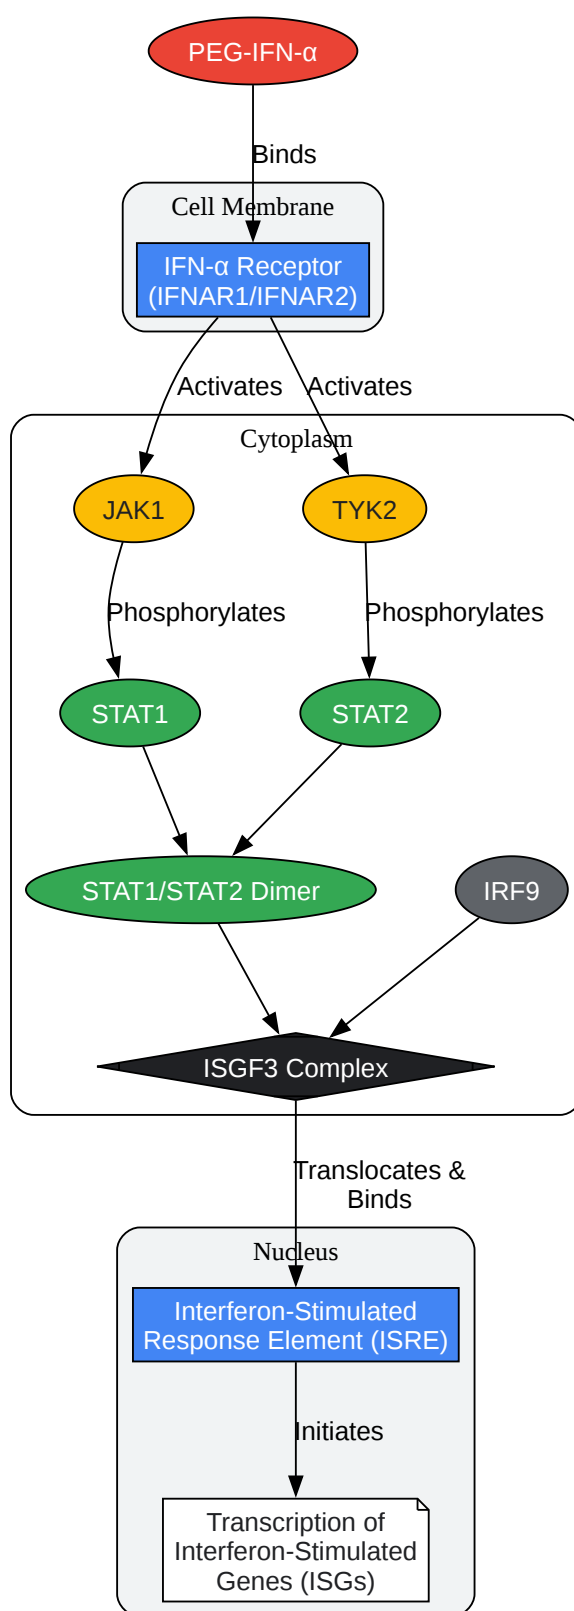 PEG-IFN-α
Binds
Cell Membrane
IFN-α Receptor
(IFNAR1/IFNAR2)
Activates
Activates
Cytoplasm
JAK1
TYK2
Phosphorylates
Phosphorylates
STAT1
STAT2
STAT1/STAT2 Dimer
IRF9
ISGF3 Complex
Translocates &
Binds
Nucleus
Interferon-Stimulated
Response Element (ISRE)
Initiates
Transcription of
Interferon-Stimulated
Genes (ISGs)